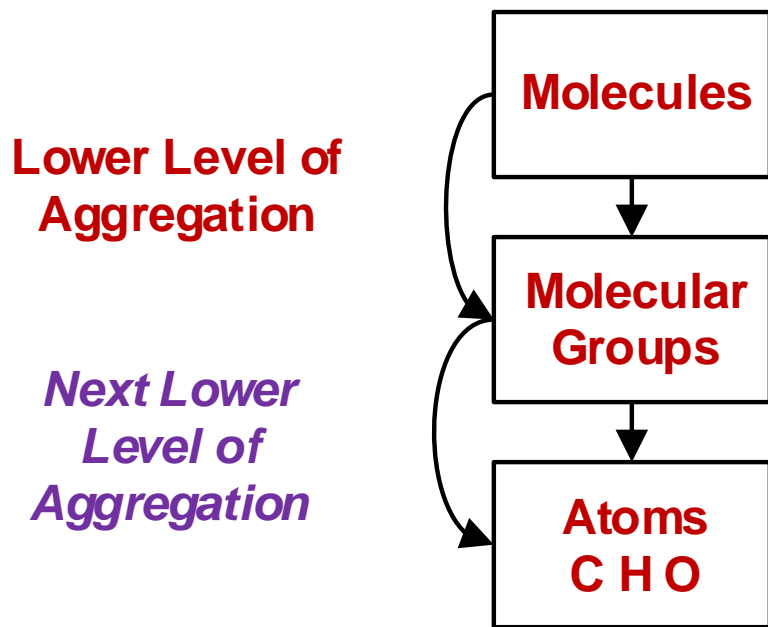 Molecules
Lower Level of
Aggregation
Molecular
Groups
Next Lower
Level of
Aggregation
Atoms
C H O